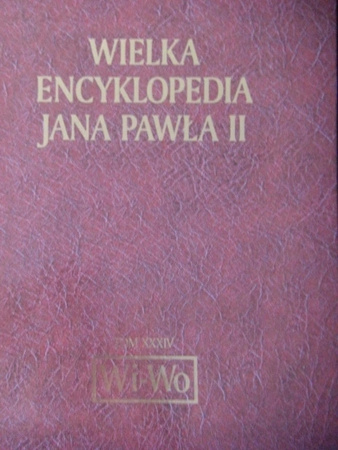 WIELKA
ENCYKLOPEDIA
JANA PAWŁA II
TOM XXXIV
Wi-Wo